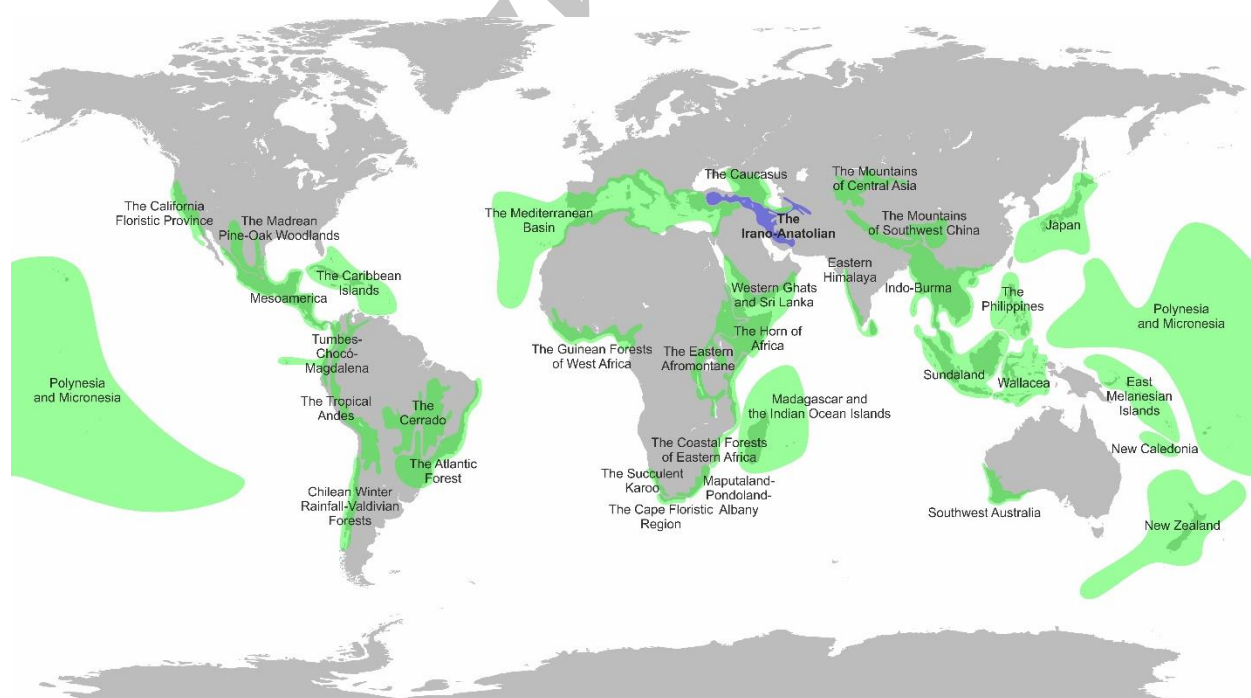 The Caucasus
The Mountains
of Central Asia
The California
Floristic Province
The Madrean
Pine-Oak Woodlands
The Mediterranean
Basin
The
Irano-Anatolian
The Mountains
of Southwest China
Japan
The Caribbean
Islands
Mesoamerica
Western Ghats
and Sri Lanka
Eastern
Himalaya
Indo-Burma
The
Philippines
Polynesia
and Micronesia
Tumbes-
Chocó-
Magdalena
The Guinean Forests
of West Africa
The Eastern
Afromontane
The Horn of
Africa
Sundaland
Wallacea
East
Melanesian
Islands
Polynesia
and Micronesia
The Tropical
Andes
The
Cerrado
Madagascar and
the Indian Ocean Islands
The Coastal Forests
of Eastern Africa
New Caledonia
The Atlantic
Forest
The Succulent
Karoo
Maputaland-
Pondoland-
Albany
The Cape Floristic
Region
Chilean Winter
Rainfall-Valdivian
Forests
Southwest Australia
New Zealand